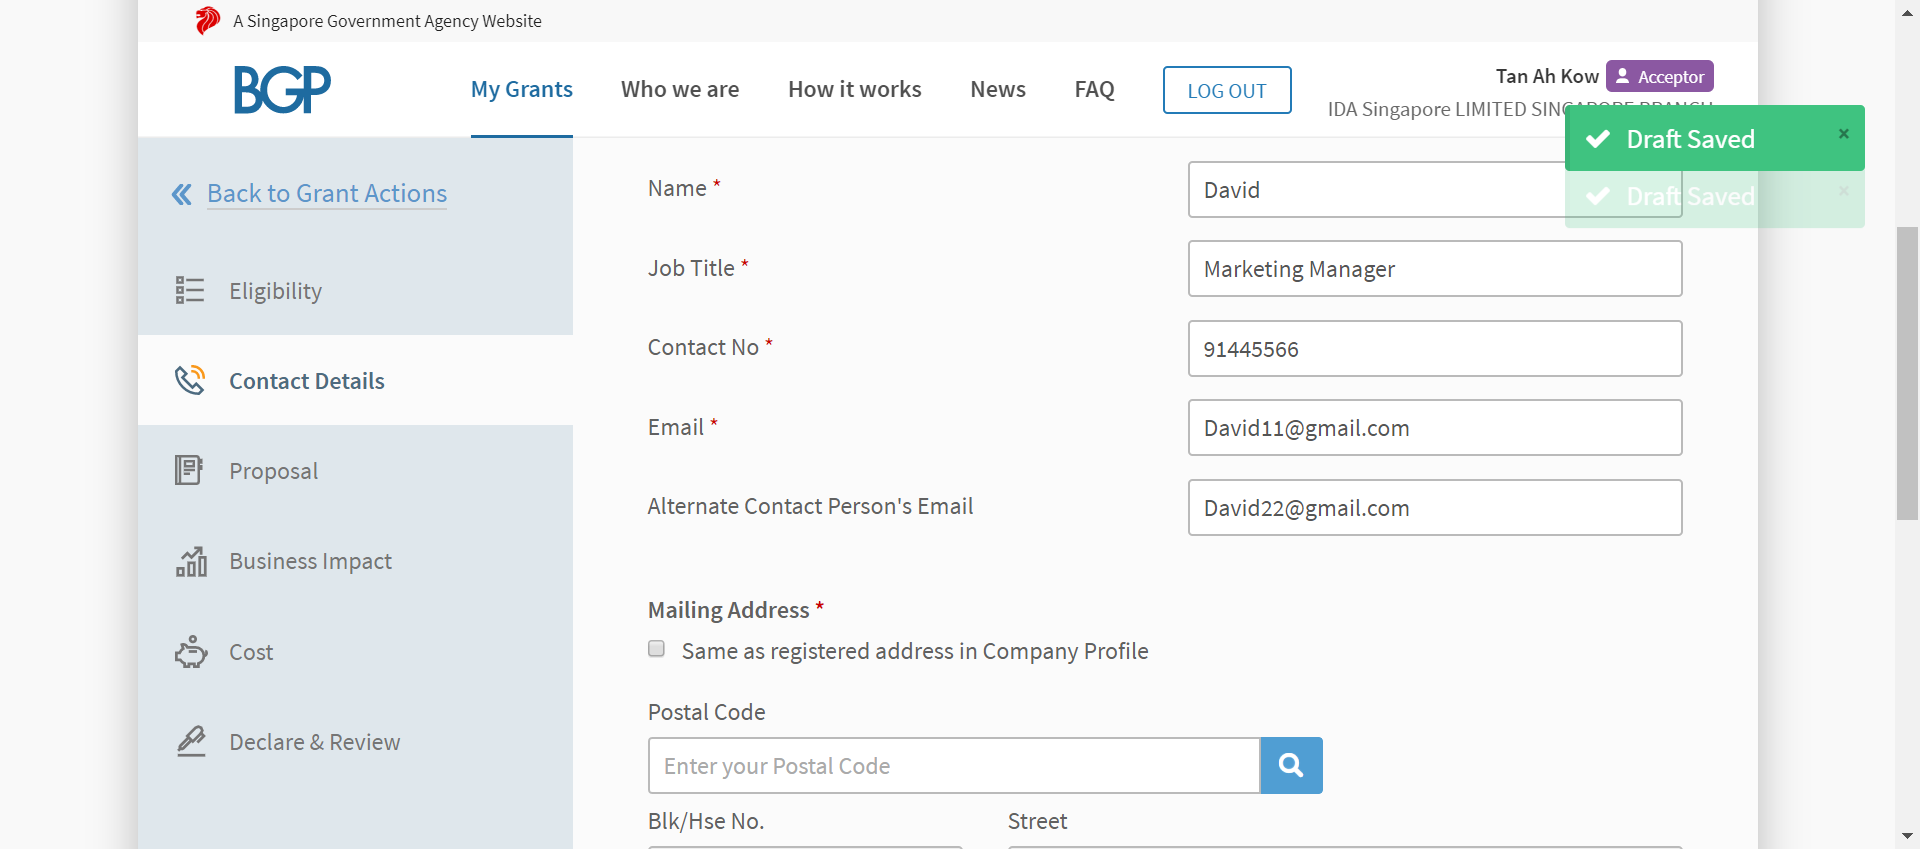 A Singapore Government Agency Website
BGP
My Grants
Who we are
How it works
News
FAQ
LOG OUT
Tan Ah Kow
Acceptor
IDA Singapore LIMITED SINGAPORE BRANCH
Draft Saved
×
Draft Saved
×
Back to Grant Actions
Eligibility
Contact Details
Proposal
Business Impact
Cost
Declare & Review
Name *
David
Job Title *
Marketing Manager
Contact No *
91445566
Email *
David11@gmail.com
Alternate Contact Person's Email
David22@gmail.com
Mailing Address *
Same as registered address in Company Profile
Postal Code
Enter your Postal Code
Blk/Hse No.
Street